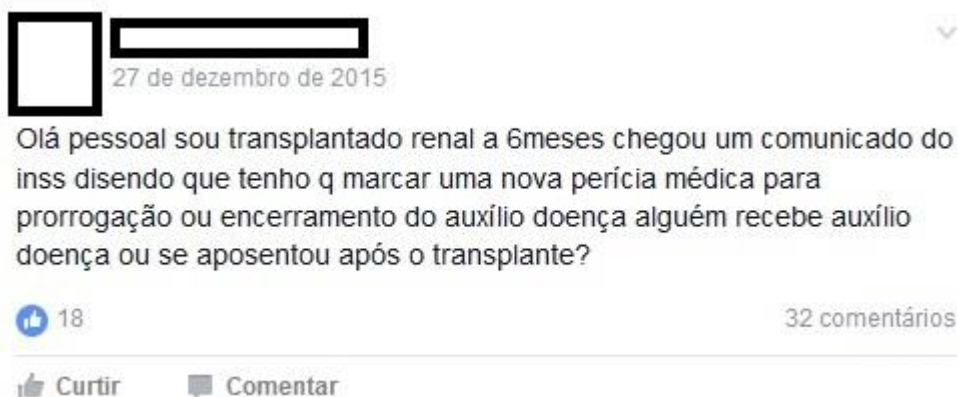 27 de dezembro de 2015
Olá pessoal sou transplantado renal a 6meses chegou um comunicado do
inss disendo que tenho q marcar uma nova perícia médica para
prorrogação ou encerramento do auxílio doença alguém recebe auxílio
doença ou se aposentou após o transplante?
18
32 comentários
Curtir
Comentar